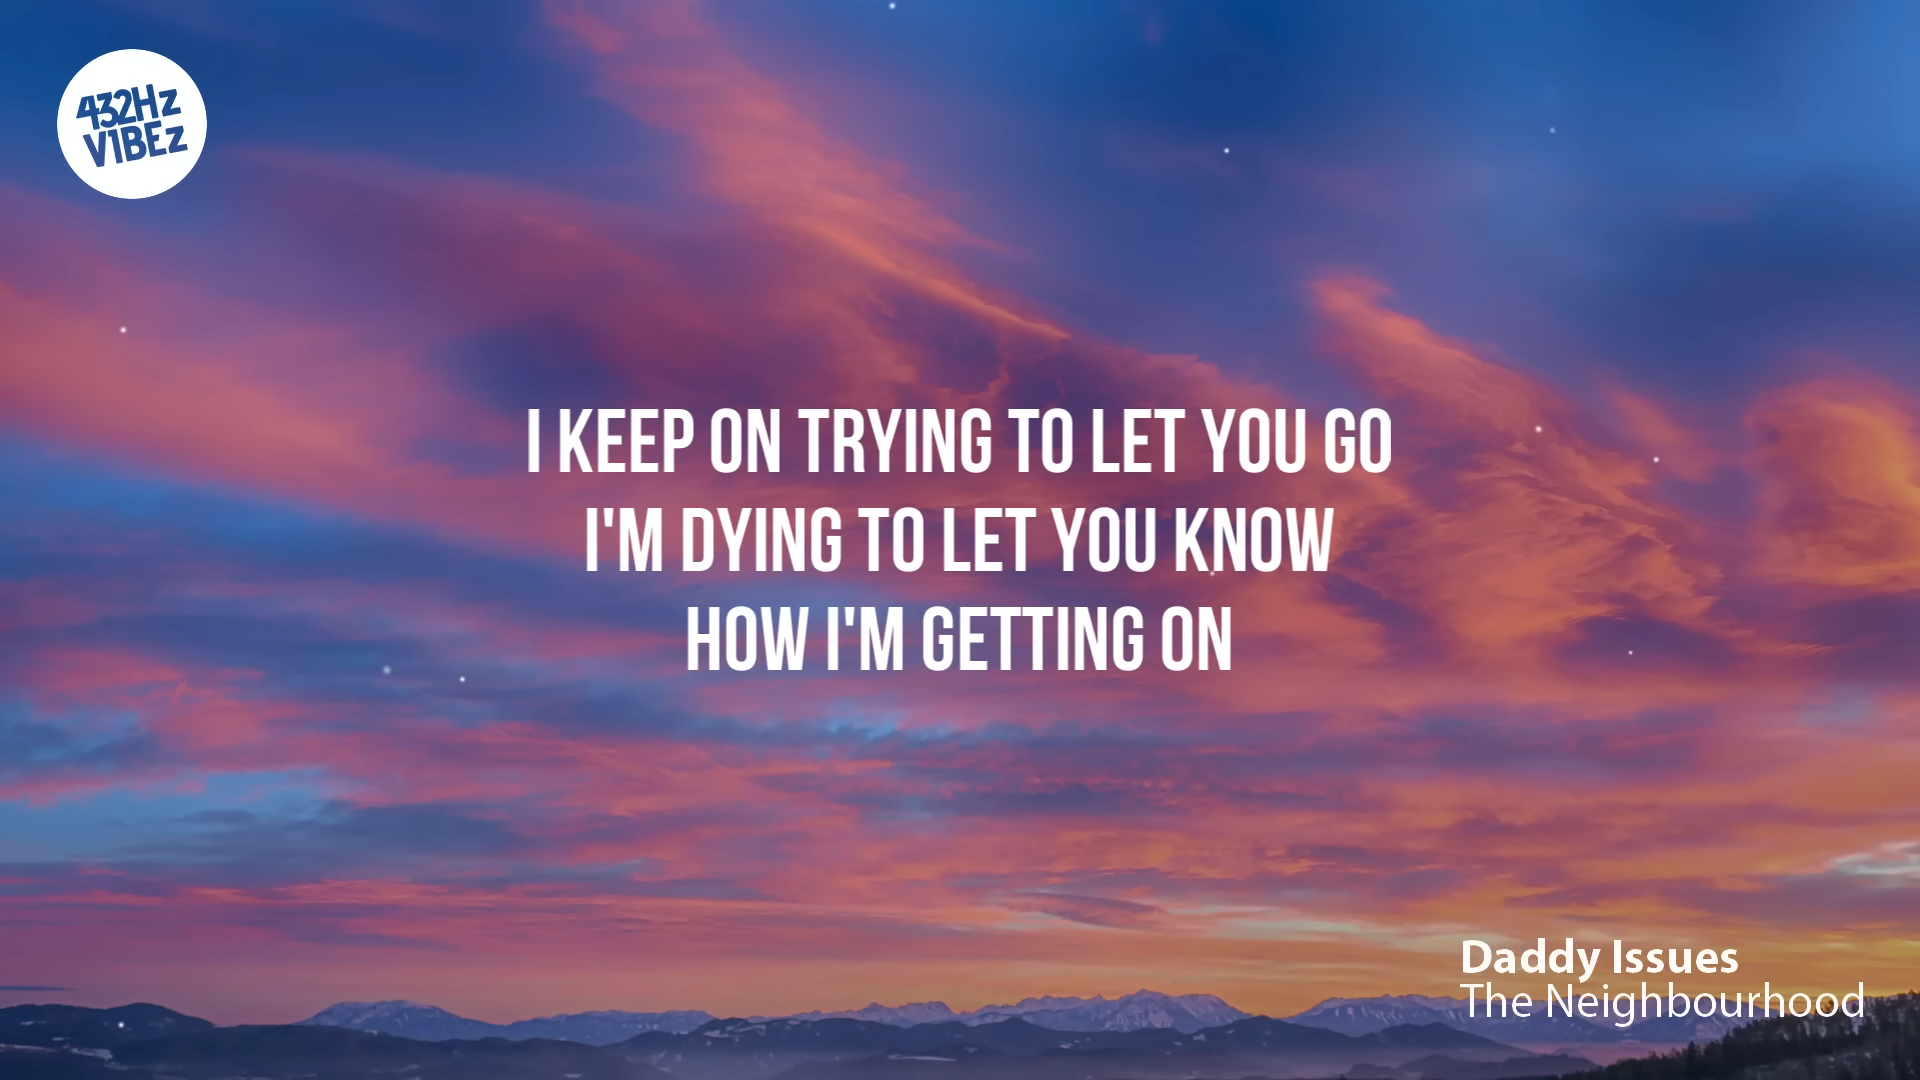 432Hz
V1BEz
I KEEP ON TRYING TO LET YOU GO
I'M DYING TO LET YOU KNOW
HOW I'M GETTING ON
Daddy Issues
The Neighbourhood